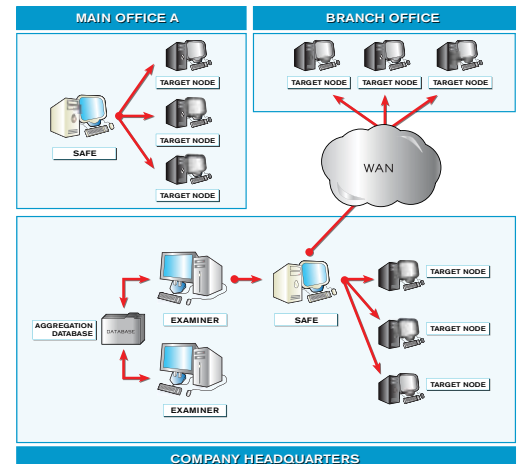 MAIN OFFICE A
BRANCH OFFICE
TARGET NODE
TARGET NODE
TARGET NODE
SAFE
TARGET NODE
TARGET NODE
TARGET NODE
WAN
AGGREGATION
DATABASE
DATABASE
EXAMINER
EXAMINER
SAFE
TARGET NODE
TARGET NODE
TARGET NODE
COMPANY HEADQUARTERS